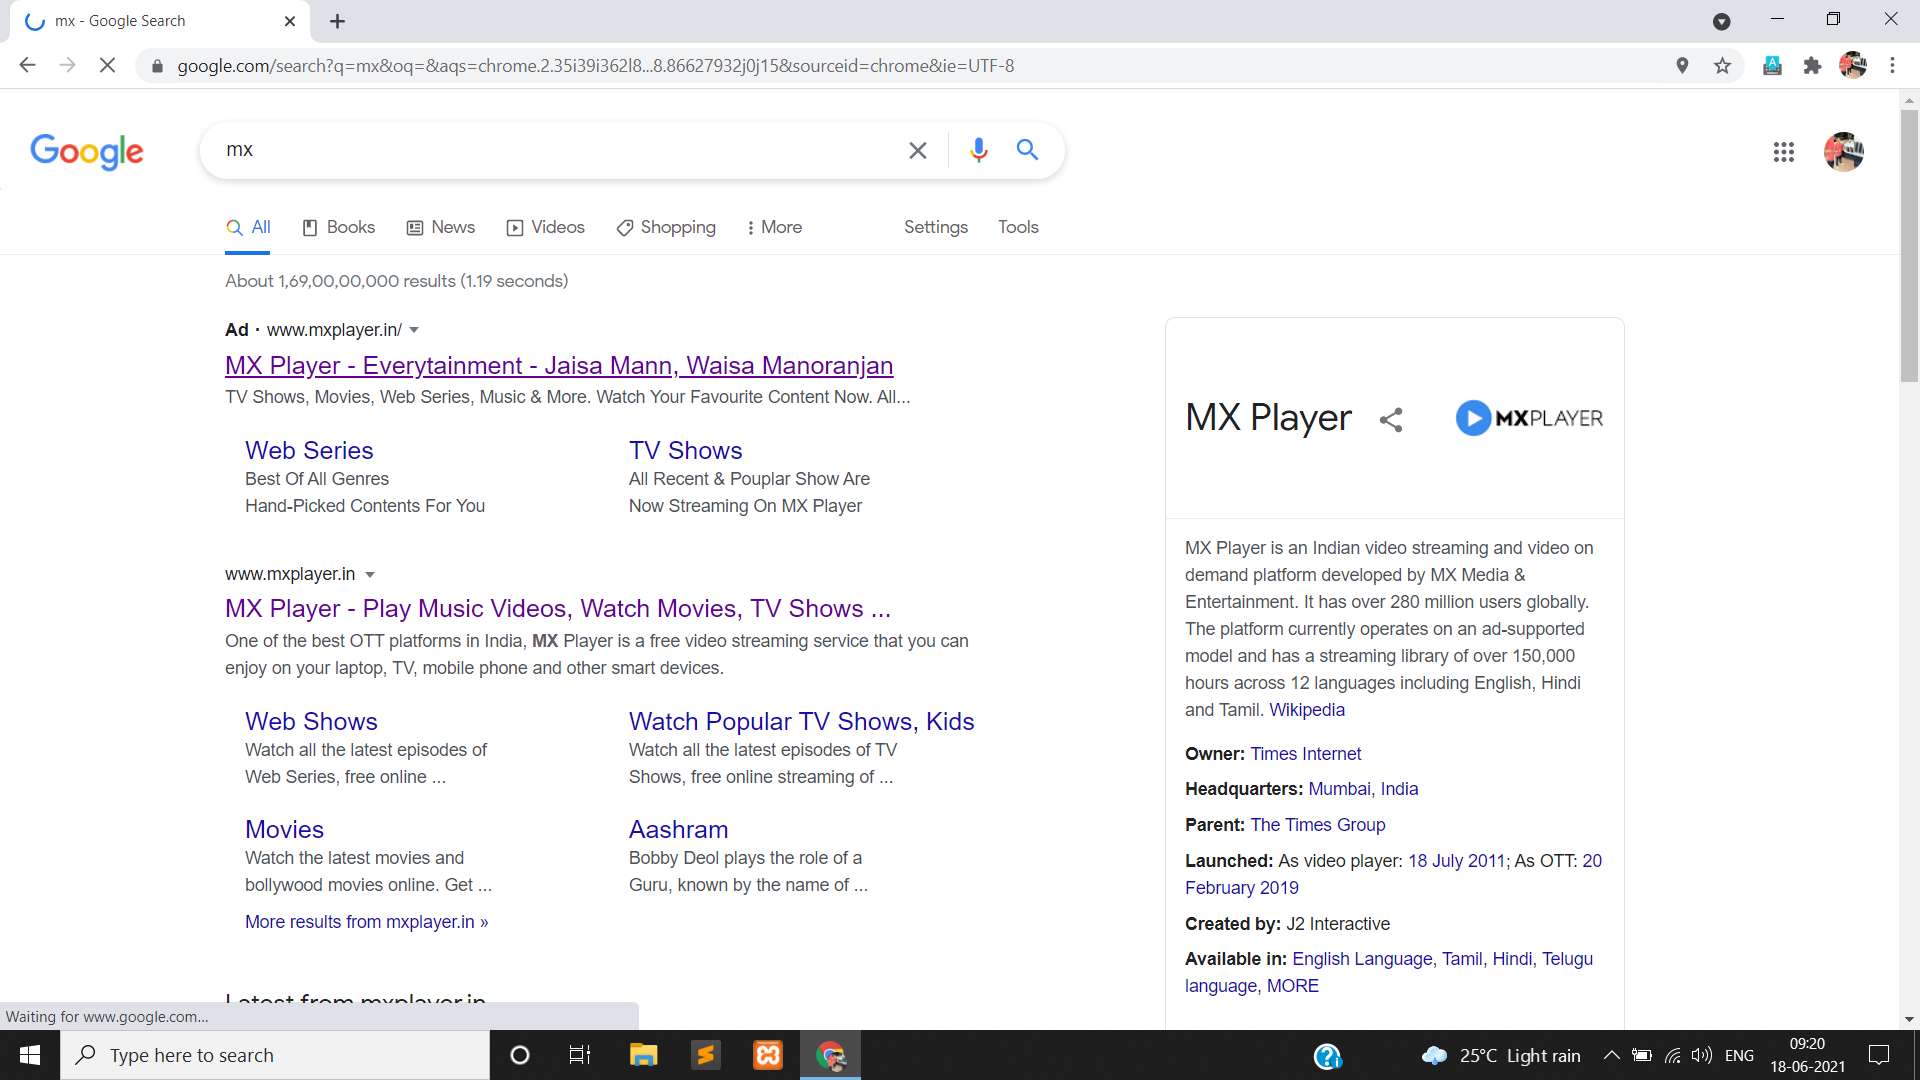 mx - Google Search
google.com/search?q=mx&oq=&aqs=chrome.2.35i39i362l8...8.86627932j0j15&sourceid=chrome&ie=UTF-8
Google
mx
All
Books
News
Videos
Shopping
More
Settings
Tools
About 1,69,00,00,000 results (1.19 seconds)
Ad · www.mxplayer.in/
MX Player - Everytainment - Jaisa Mann, Waisa Manoranjan
TV Shows, Movies, Web Series, Music & More. Watch Your Favourite Content Now. All...
Web Series
Best Of All Genres
Hand-Picked Contents For You
TV Shows
All Recent & Pouplar Show Are
Now Streaming On MX Player
www.mxplayer.in
MX Player - Play Music Videos, Watch Movies, TV Shows ...
One of the best OTT platforms in India, MX Player is a free video streaming service that you can
enjoy on your laptop, TV, mobile phone and other smart devices.
Web Shows
Watch all the latest episodes of
Web Series, free online ...
Watch Popular TV Shows, Kids
Watch all the latest episodes of TV
Shows, free online streaming of ...
Movies
Watch the latest movies and
bollywood movies online. Get ...
Aashram
Bobby Deol plays the role of a
Guru, known by the name of ...
More results from mxplayer.in »
Latest from mxplayer.in
MX Player
MXPLAYER
MX Player is an Indian video streaming and video on
demand platform developed by MX Media &
Entertainment. It has over 280 million users globally.
The platform currently operates on an ad-supported
model and has a streaming library of over 150,000
hours across 12 languages including English, Hindi
and Tamil. Wikipedia
Owner: Times Internet
Headquarters: Mumbai, India
Parent: The Times Group
Launched: As video player: 18 July 2011; As OTT: 20
February 2019
Created by: J2 Interactive
Available in: English Language, Tamil, Hindi, Telugu
language, MORE
Waiting for www.google.com...
Type here to search
25°C Light rain
ENG
09:20
18-06-2021